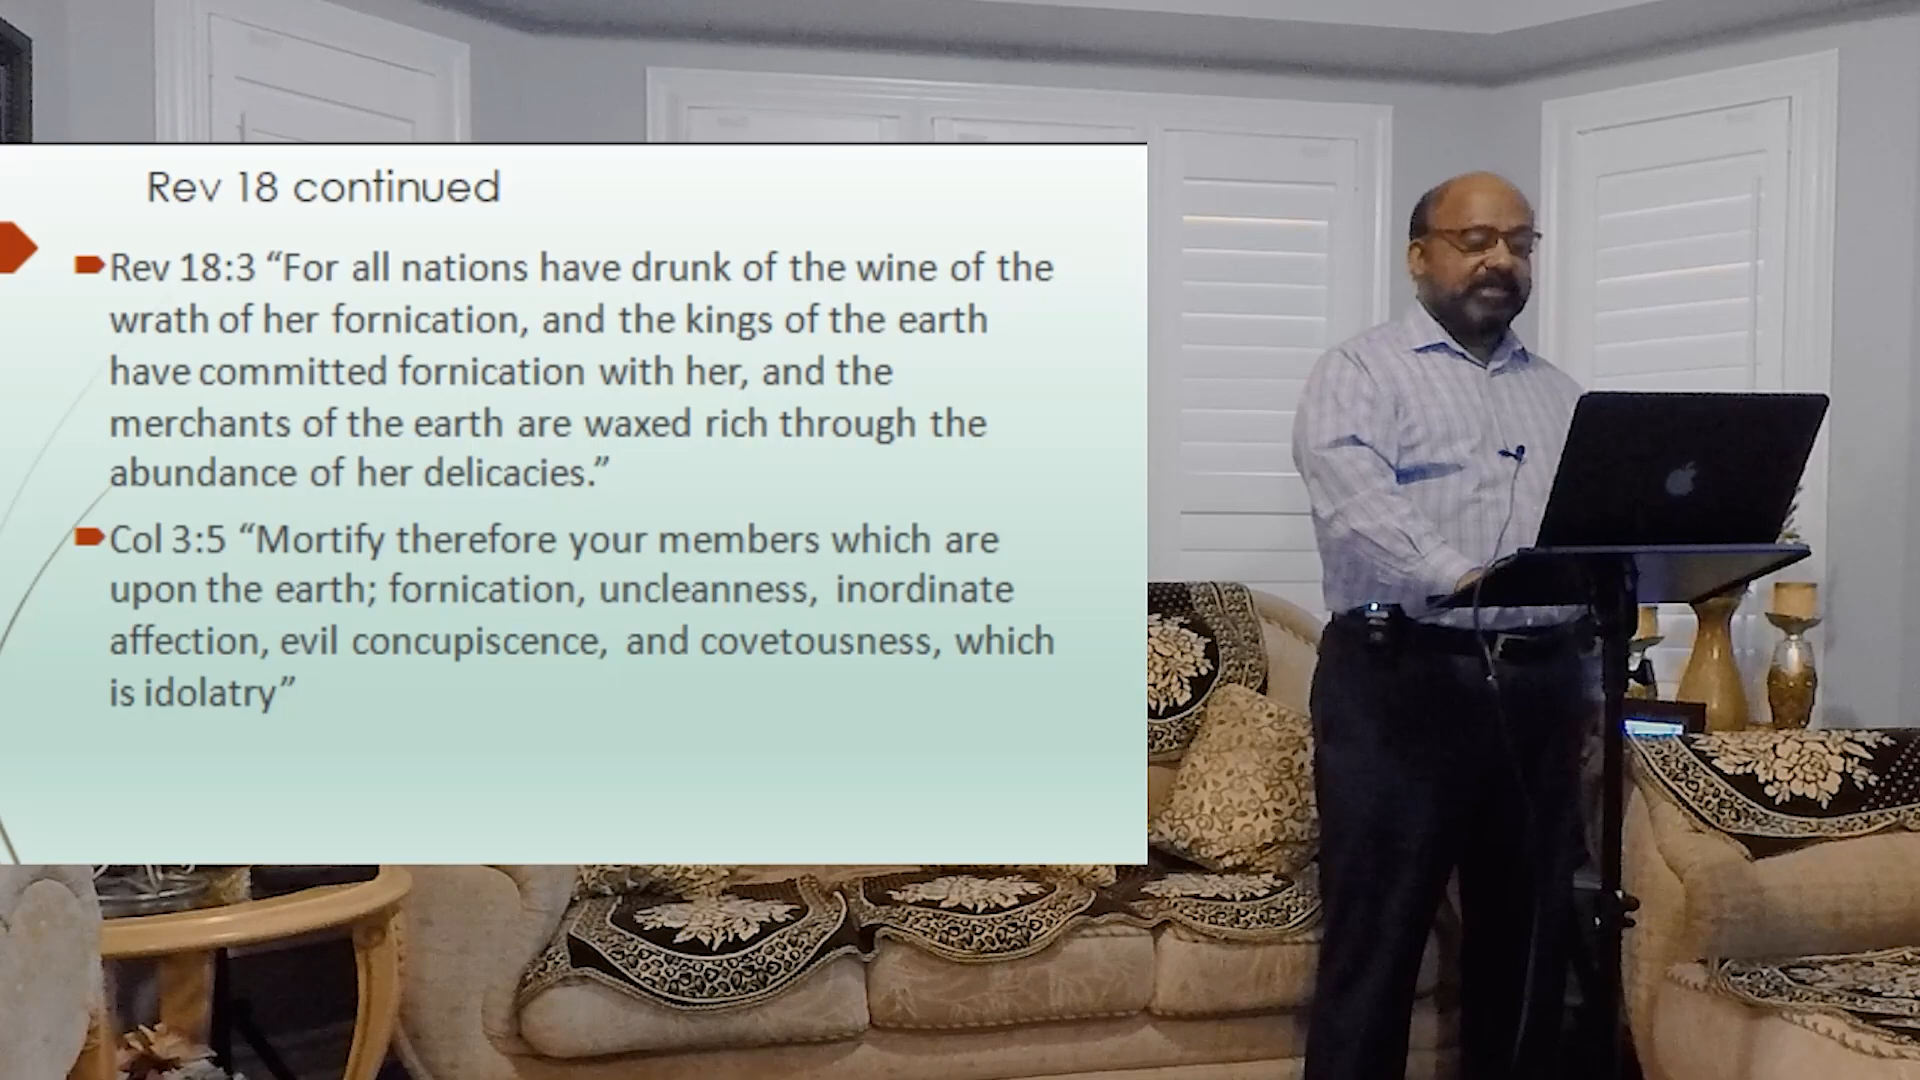 Rev 18 continued
Rev 18:3 “For all nations have drunk of the wine of the
wrath of her fornication, and the kings of the earth
have committed fornication with her, and the
merchants of the earth are waxed rich through the
abundance of her delicacies.”
Col 3:5 “Mortify therefore your members which are
upon the earth; fornication, uncleanness, inordinate
affection, evil concupiscence, and covetousness, which
is idolatry”